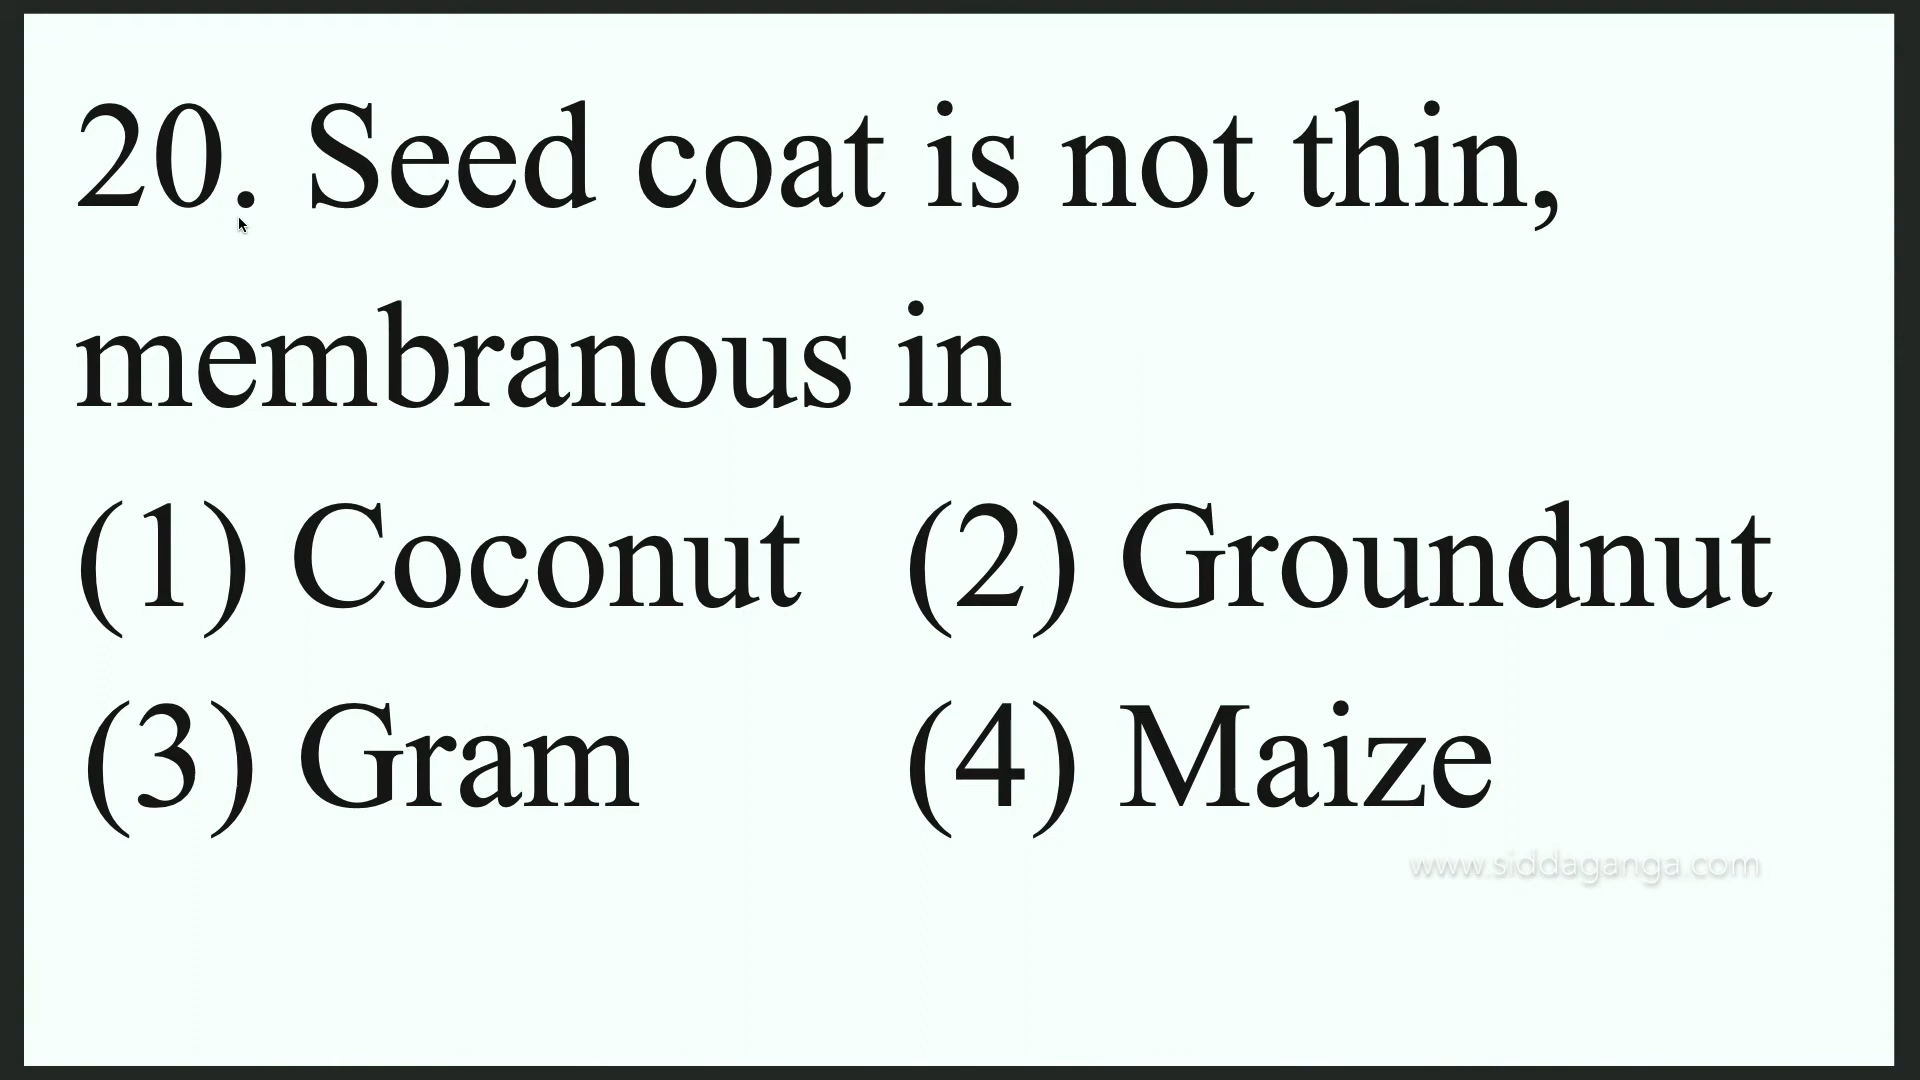 20. Seed coat is not thin,
membranous in
(1) Coconut (2) Groundnut
(3) Gram (4) Maize
www.siddaganga.com